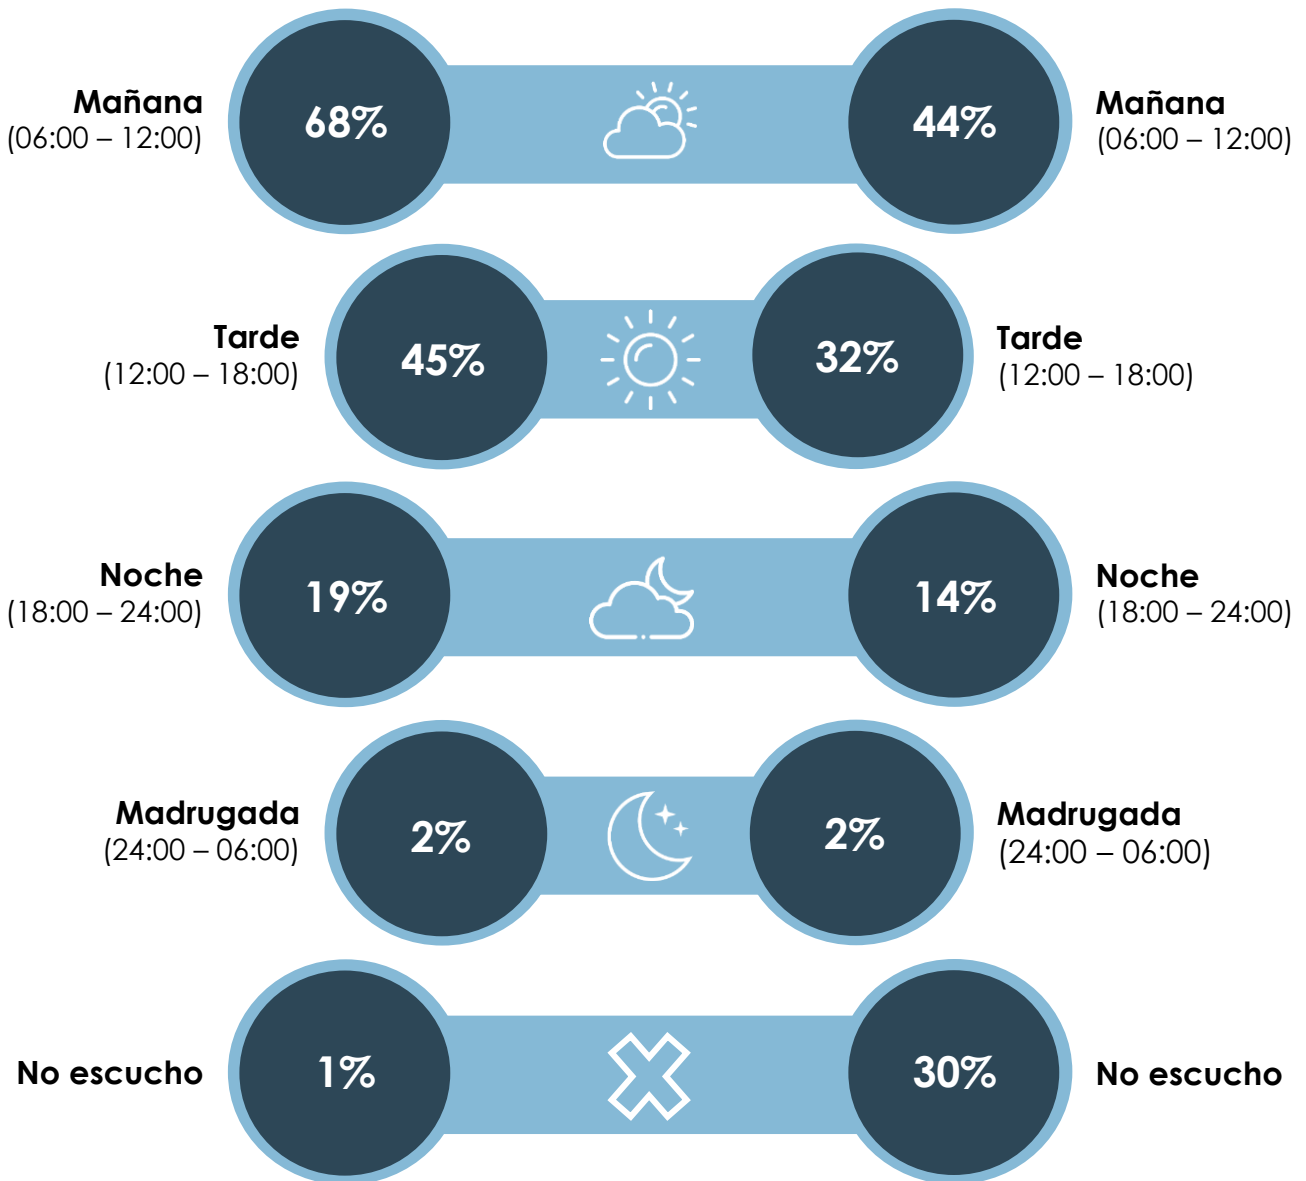 Mañana
(06:00 – 12:00)
68%
44%
Mañana
(06:00 – 12:00)
Tarde
(12:00 – 18:00)
45%
32%
Tarde
(12:00 – 18:00)
Noche
(18:00 – 24:00)
19%
14%
Noche
(18:00 – 24:00)
Madrugada
(24:00 – 06:00)
2%
2%
Madrugada
(24:00 – 06:00)
No escucho
1%
30%
No escucho